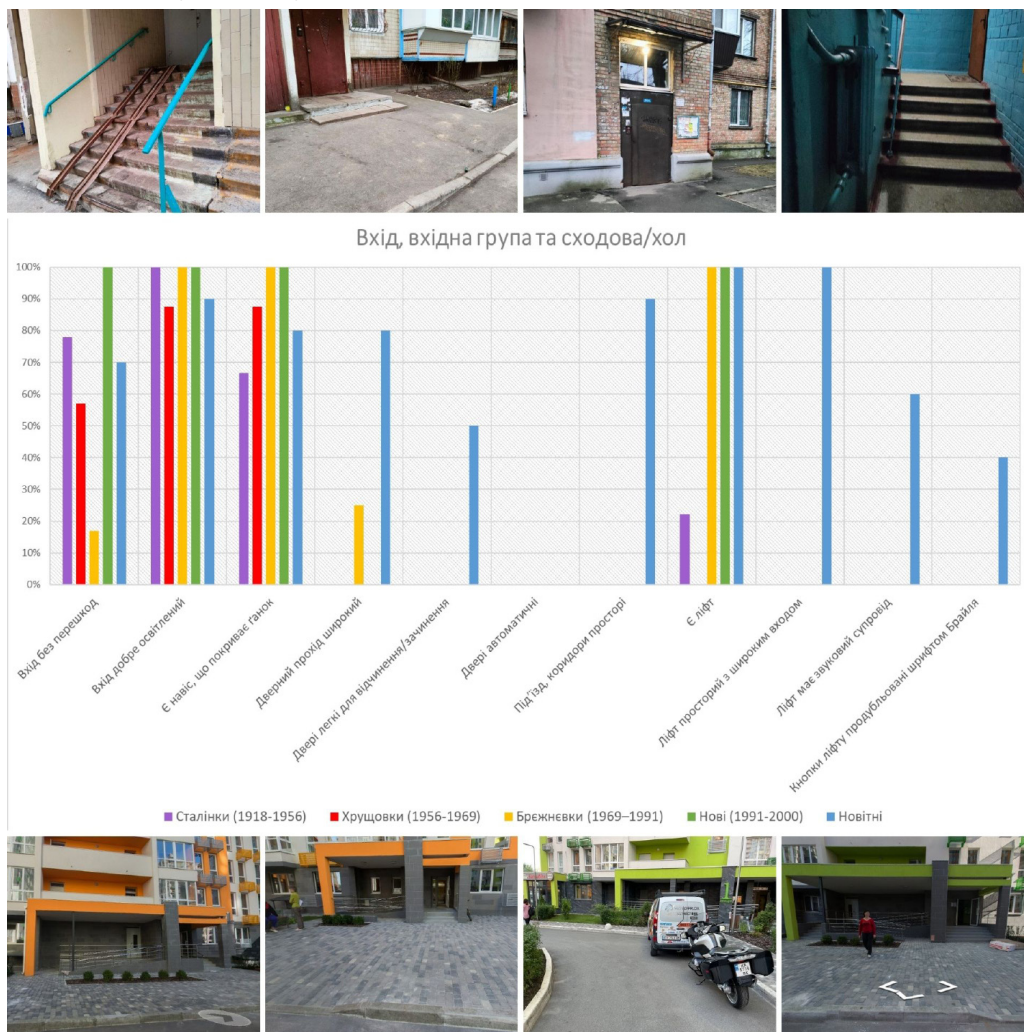 Вхід, вхідна група та сходова/хол
100%
90%
80%
70%
60%
50%
40%
30%
20%
10%
0%
Вхід без перешкод
Вхід добре освітлений
Є навіс, що покриває ганок
Дверний прохід широкий
Двері легкі для відчинення/зачинення
Двері автоматичні
Під'їзд, коридори просторі
Є ліфт
Ліфт просторий з широким входом
Ліфт має звуковий супровід
Кнопки ліфту продубльовані шрифтом Брайля
Сталінки (1918-1956)
Хрущовки (1956-1969)
Брєжнєвки (1969–1991)
Нові (1991-2000)
Новітні